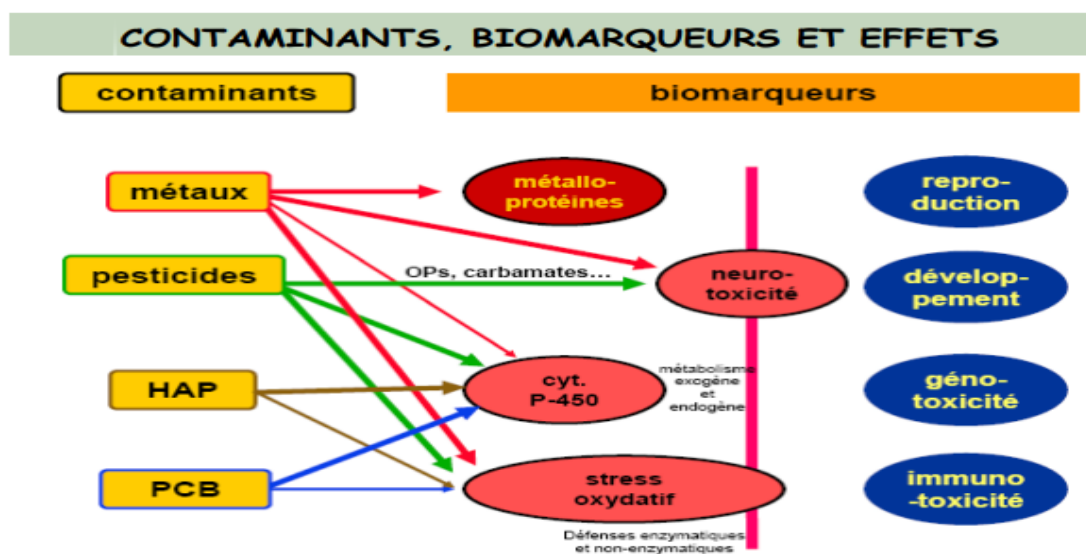 CONTAMINANTS, BIOMARQUEURS ET EFFETS
contaminants
biomarqueurs
métaux
pesticides
HAP
PCB
OPs, carbamates...
métallo-
protéines
neuro-
toxicité
cyt.
P-450
métabolisme
exogène
et
endogène
stress
oxydatif
Défenses enzymatiques
et non-enzymatiques
repro-
duction
dévelop-
pement
géno-
toxicité
immuno
-toxicité